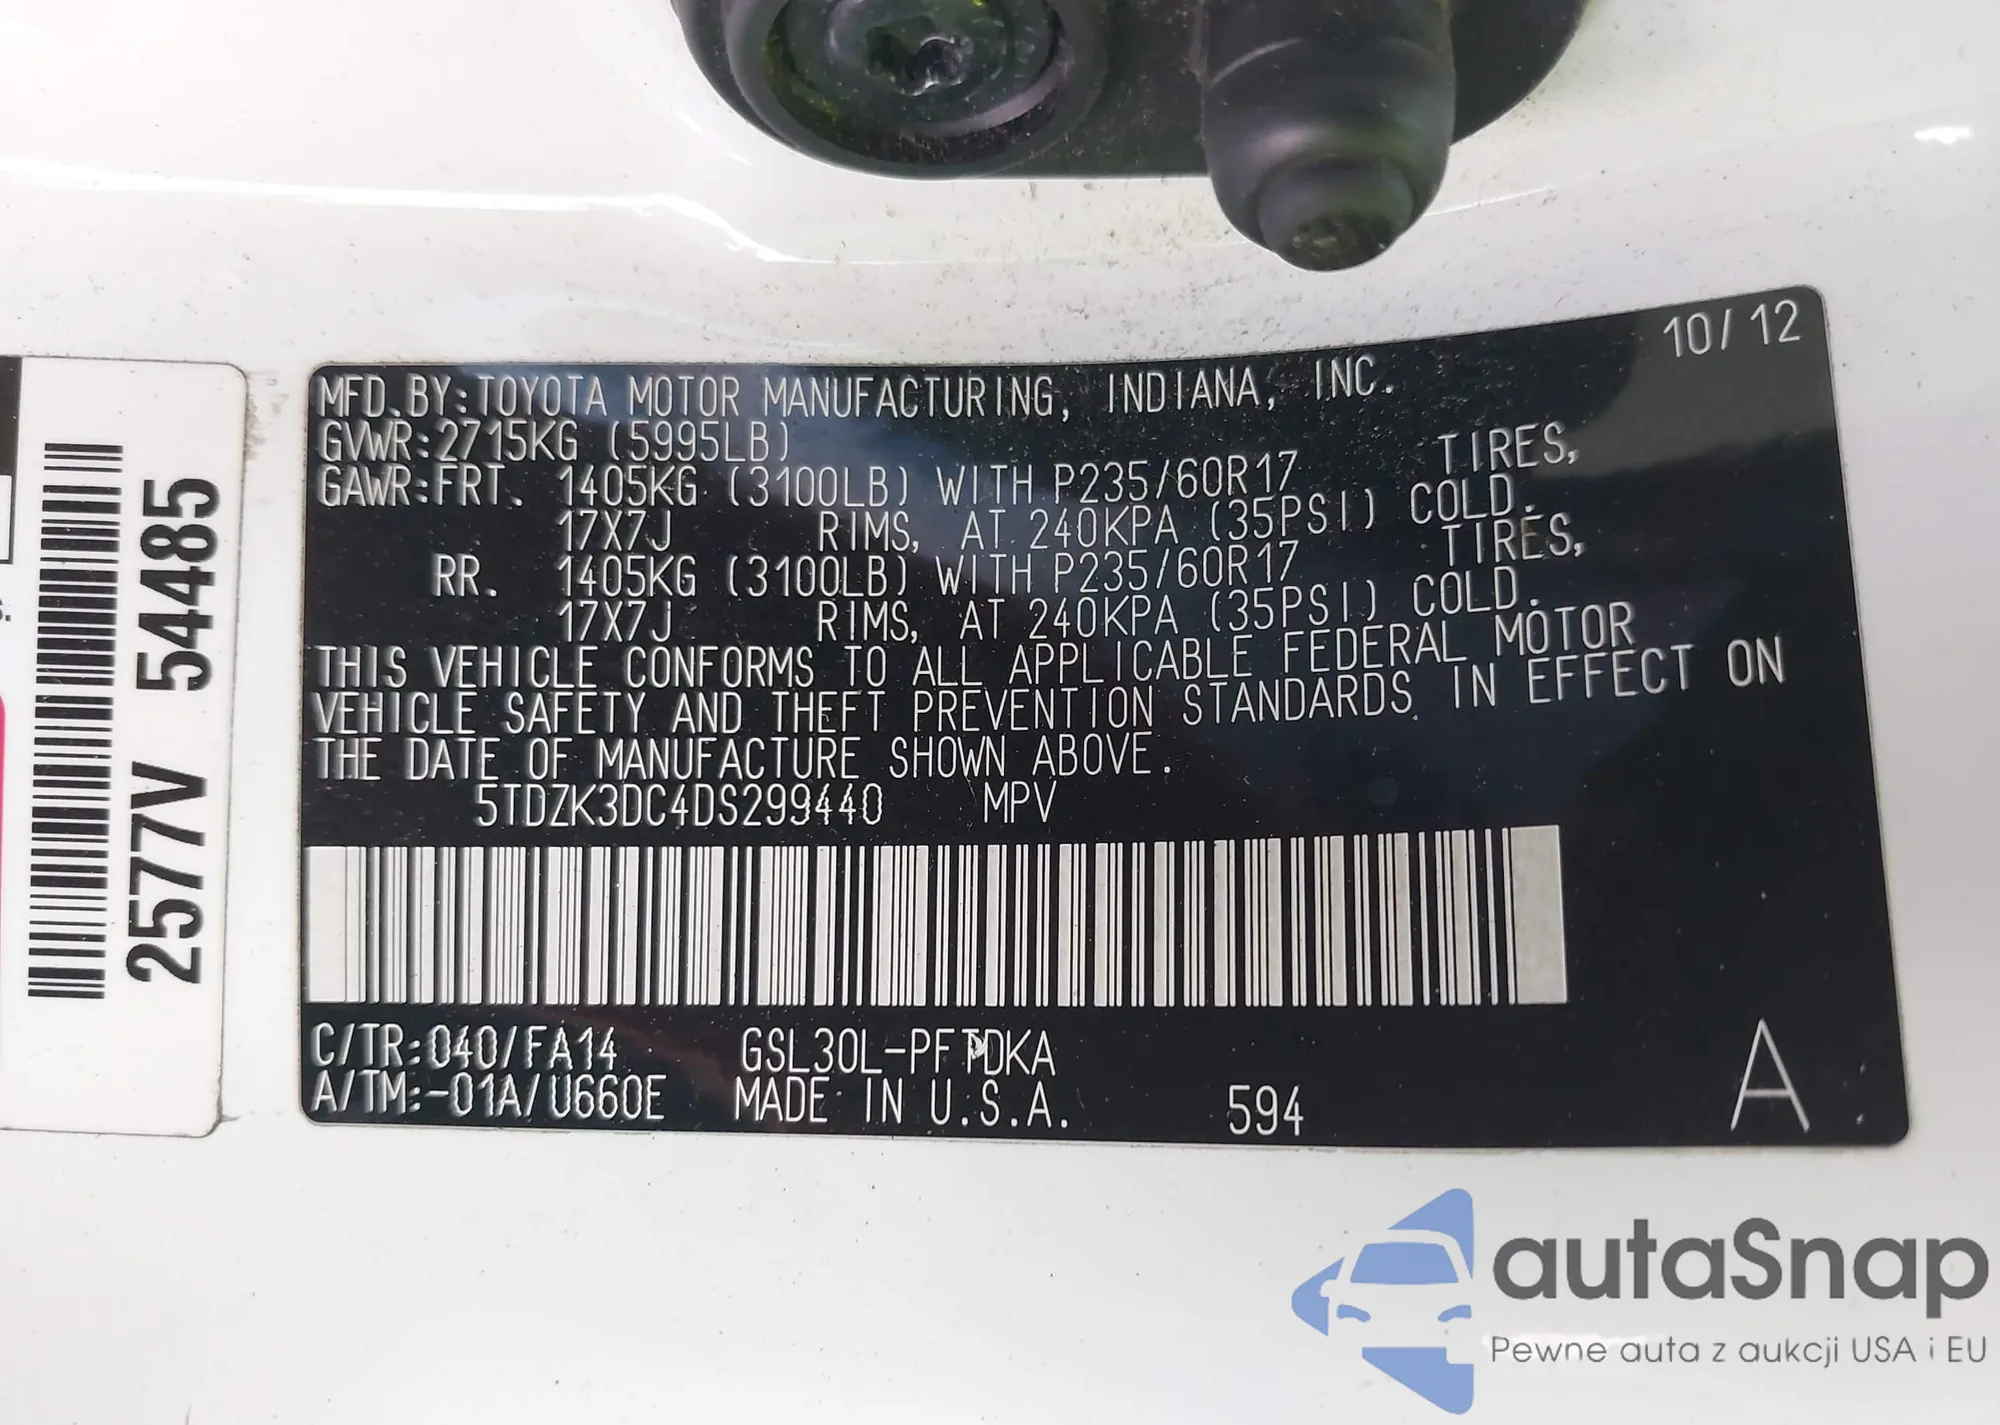 10/12
MFD.BY:TOYOTA MOTOR MANUFACTURING, INDIANA, INC.
GVWR:2715KG (5995LB)
GAWR:FRT. 1405KG (3100LB) WITH P235/60R17 TIRES,
17X7J RIMS, AT 240KPA (35PSI) COLD.
RR. 1405KG (3100LB) WITH P235/60R17 TIRES,
17X7J RIMS, AT 240KPA (35PSI) COLD.
THIS VEHICLE CONFORMS TO ALL APPLICABLE FEDERAL MOTOR
VEHICLE SAFETY AND THEFT PREVENTION STANDARDS IN EFFECT ON
THE DATE OF MANUFACTURE SHOWN ABOVE.
5TDZK3DC4DS299440 MPV
C/TR:040/FA14 GSL30L-PFTDKA
A/TM:-01A/U660E MADE IN U.S.A. 594 A
2577V 54485
autaSnap
Pewne auta z aukcji USA i EU